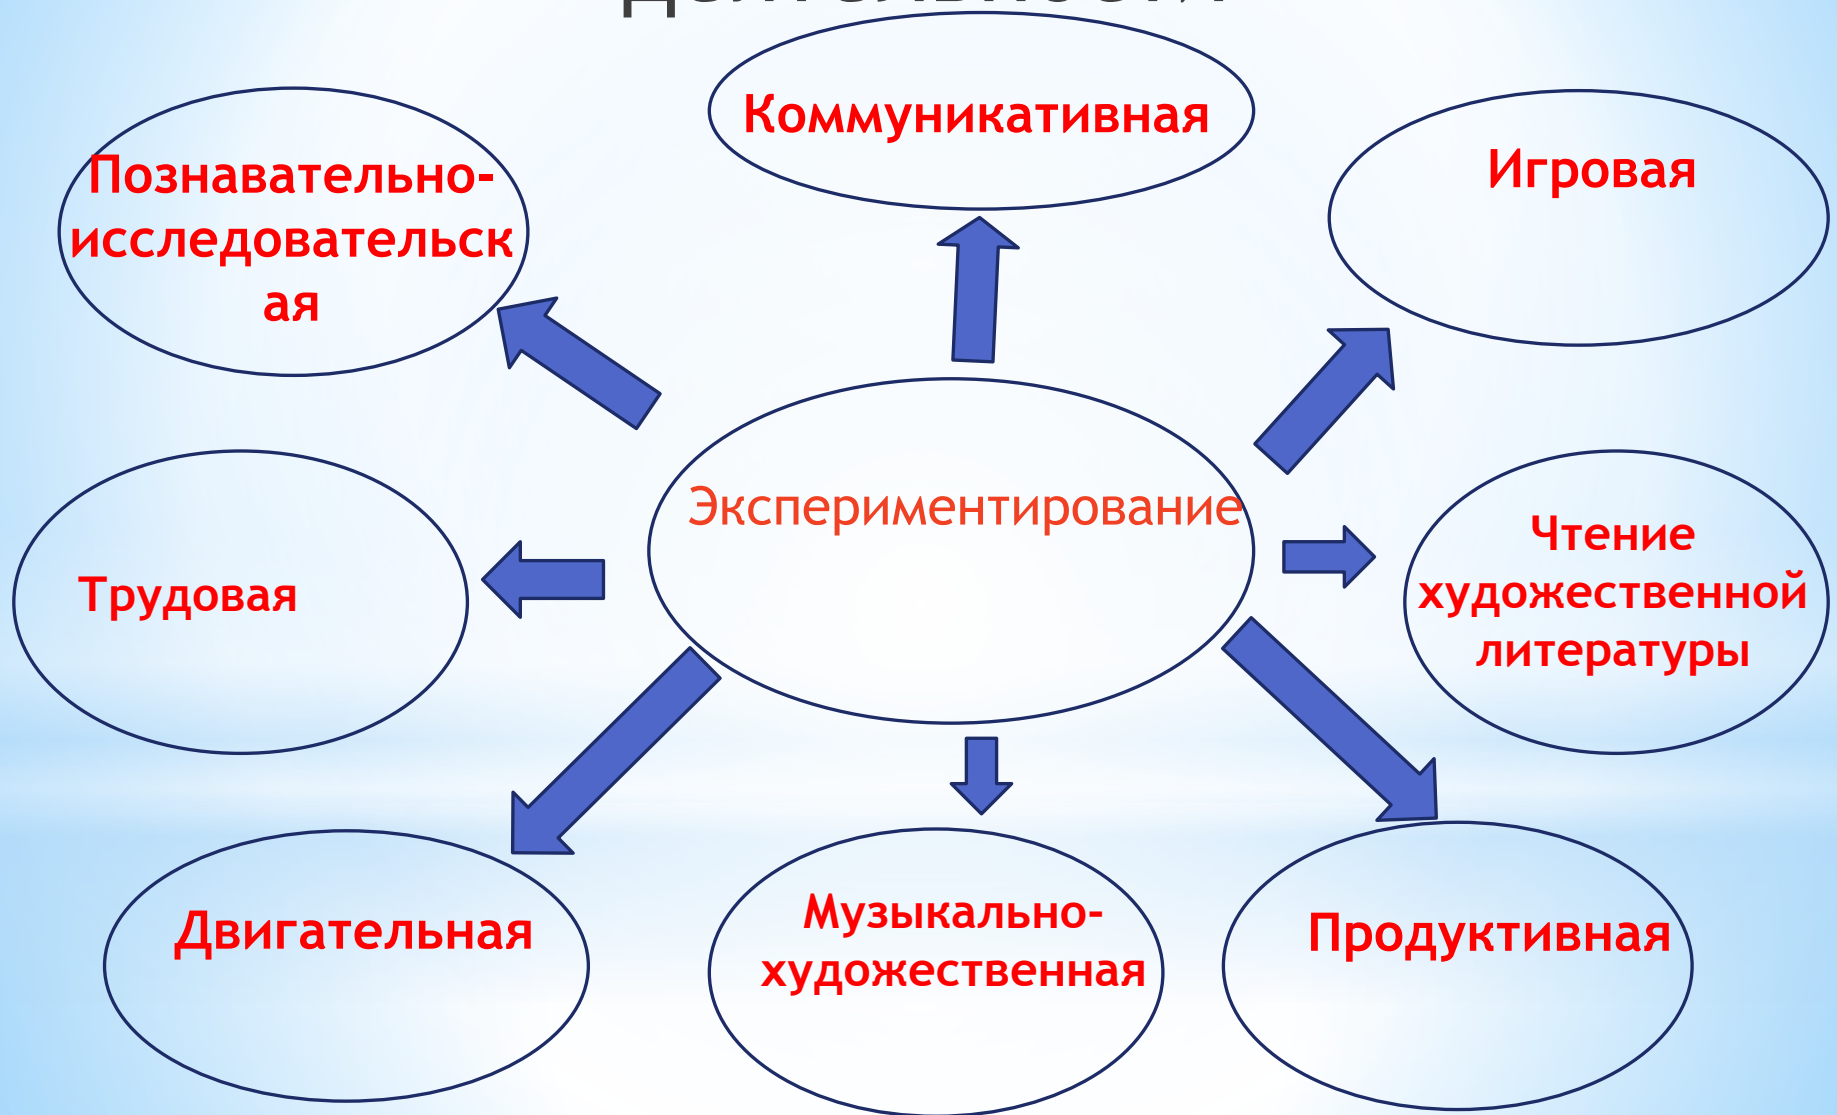 Коммуникативная
Познавательно-
исследовательск
ая
Игровая
Экспериментирование
Чтение
художественной
литературы
Трудовая
Двигательная
Музыкально-
художественная
Продуктивная